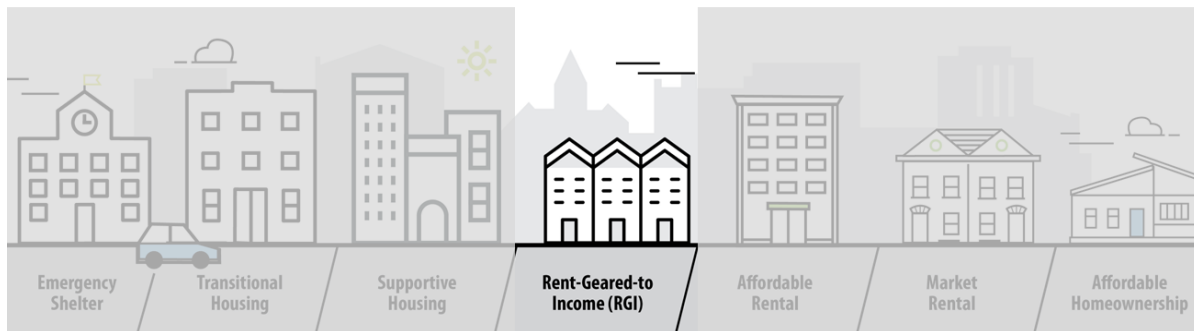 Emergency
Shelter
Transitional
Housing
Supportive
Housing
Rent-Geared-to
Income (RGI)
Affordable
Rental
Market
Rental
Affordable
Homeownership